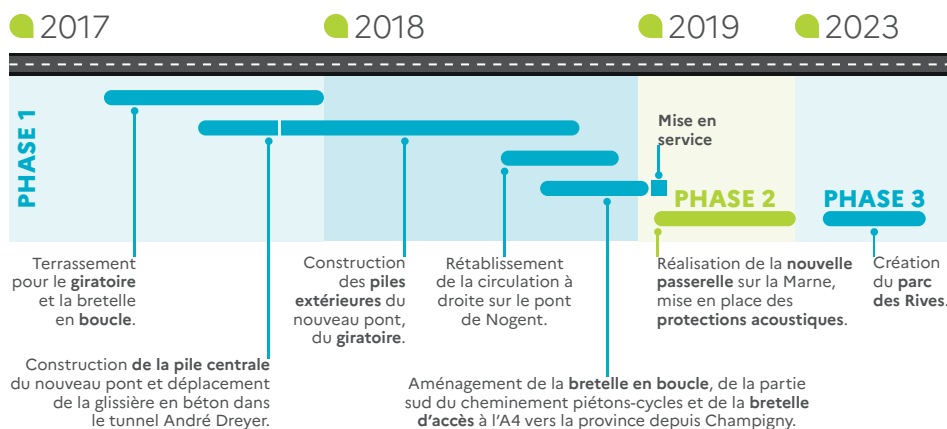 2017
2018
2019
2023
PHASE 1
Mise en
service
PHASE 2
PHASE 3
Terrassement
pour le giratoire
et la bretelle
en boucle.
Construction
des piles
extérieures du
nouveau pont,
du giratoire.
Rétablissement
de la circulation à
droite sur le pont
de Nogent.
Réalisation de la nouvelle
passerelle sur la Marne,
mise en place des
protections acoustiques.
Création
du parc
des Rives.
Construction de la pile centrale
du nouveau pont et déplacement
de la glissière en béton dans
le tunnel André Dreyer.
Aménagement de la bretelle en boucle, de la partie
sud du cheminement piétons-cycles et de la bretelle
d'accès à l'A4 vers la province depuis Champigny.